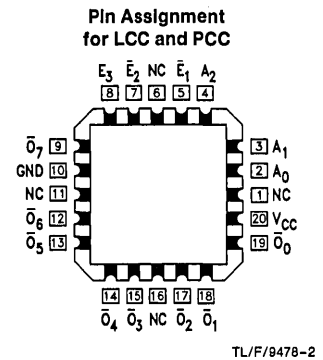 Pin Assignment
for LCC and PCC
E3 Ē2 NC Ē1 A2
8 7 6 5 4
Ō7 9
GND 10
NC 11
Ō6 12
Ō5 13
3 A1
2 A0
1 NC
20 VCC
19 Ō0
14 15 16 17 18
Ō4 Ō3 NC Ō2 Ō1
TL/F/9478-2